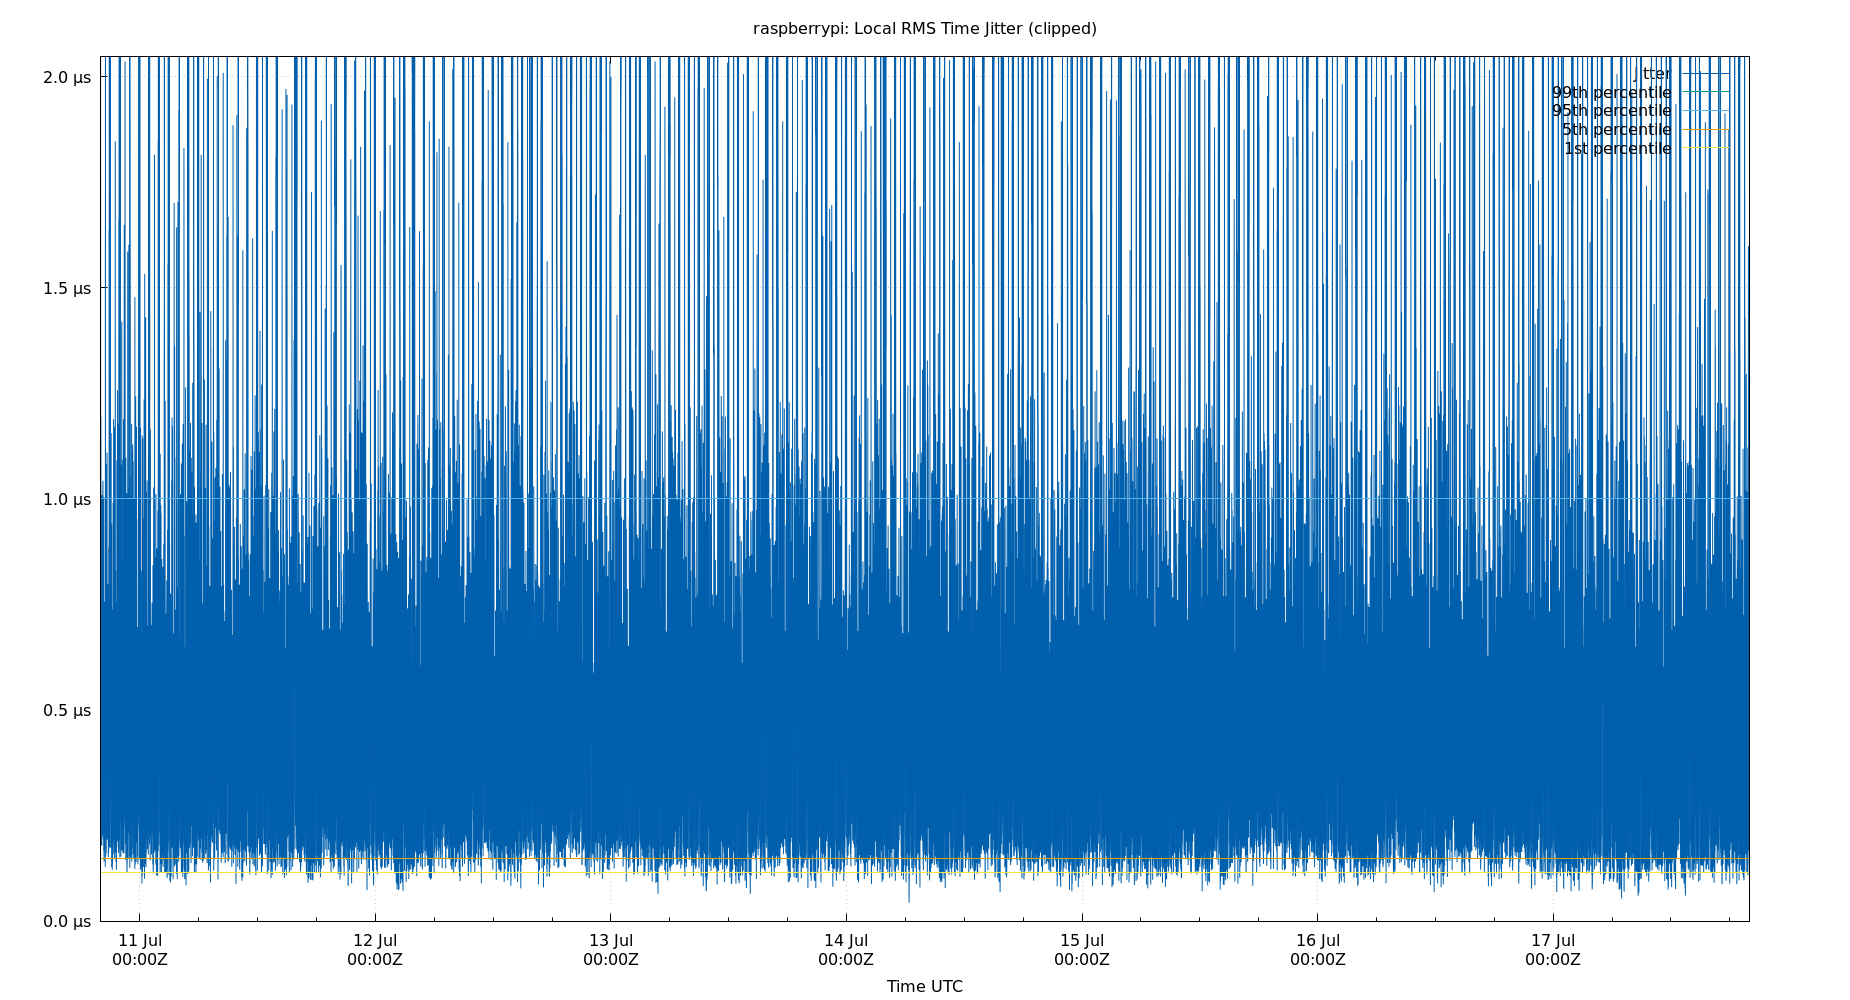 raspberrypi: Local RMS Time Jitter (clipped)
2.0 μs
1.5 μs
1.0 μs
0.5 μs
0.0 μs
Jitter
99th percentile
95th percentile
5th percentile
1st percentile
11 Jul 12 Jul 13 Jul 14 Jul 15 Jul 16 Jul 17 Jul
00:00Z 00:00Z 00:00Z 00:00Z 00:00Z 00:00Z 00:00Z
Time UTC